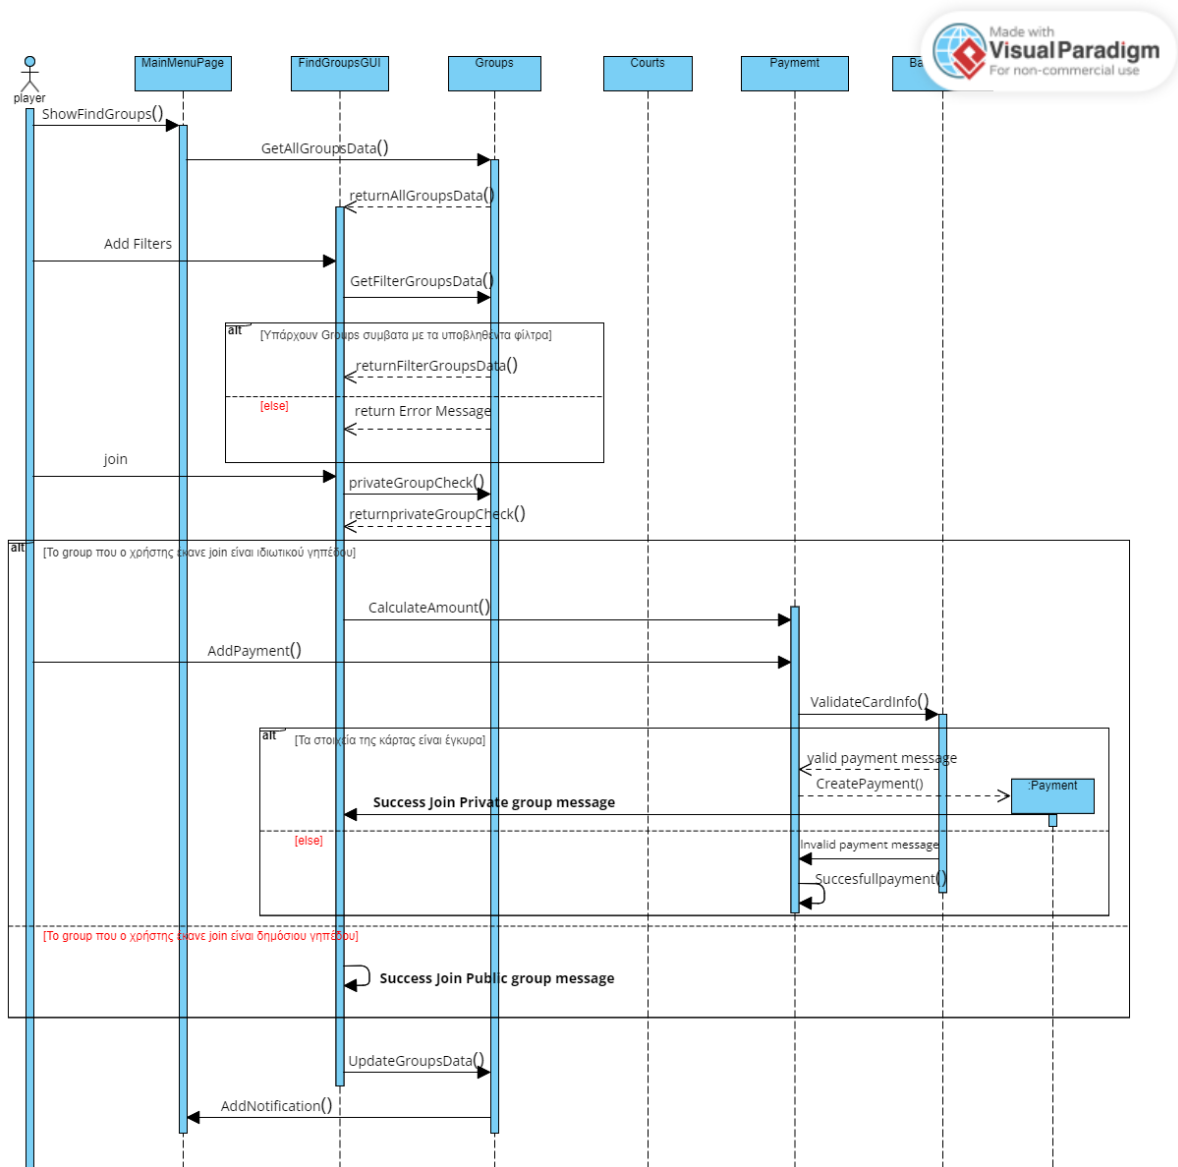 Made with
Visual Paradigm
For non-commercial use
player
MainMenuPage
FindGroupsGUI
Groups
Courts
Paymemt
ShowFindGroups()
GetAllGroupsData()
returnAllGroupsData()
Add Filters
GetFilterGroupsData()
alt
[Υπάρχουν Groups συμβατα με τα υποβληθέντα φίλτρα]
returnFilterGroupsData()
[else]
return Error Message
join
privateGroupCheck()
returnprivateGroupCheck()
alt
[Το group που ο χρήστης έκανε join είναι ιδιωτικού γηπέδου]
CalculateAmount()
AddPayment()
ValidateCardInfo()
alt
[Τα στοιχεία της κάρτας είναι έγκυρα]
valid payment message
CreatePayment()
:Payment
Success Join Private group message
[else]
Invalid payment message
Succesfullpayment()
[Το group που ο χρήστης έκανε join είναι δημόσιου γηπέδου]
Success Join Public group message
UpdateGroupsData()
AddNotification()